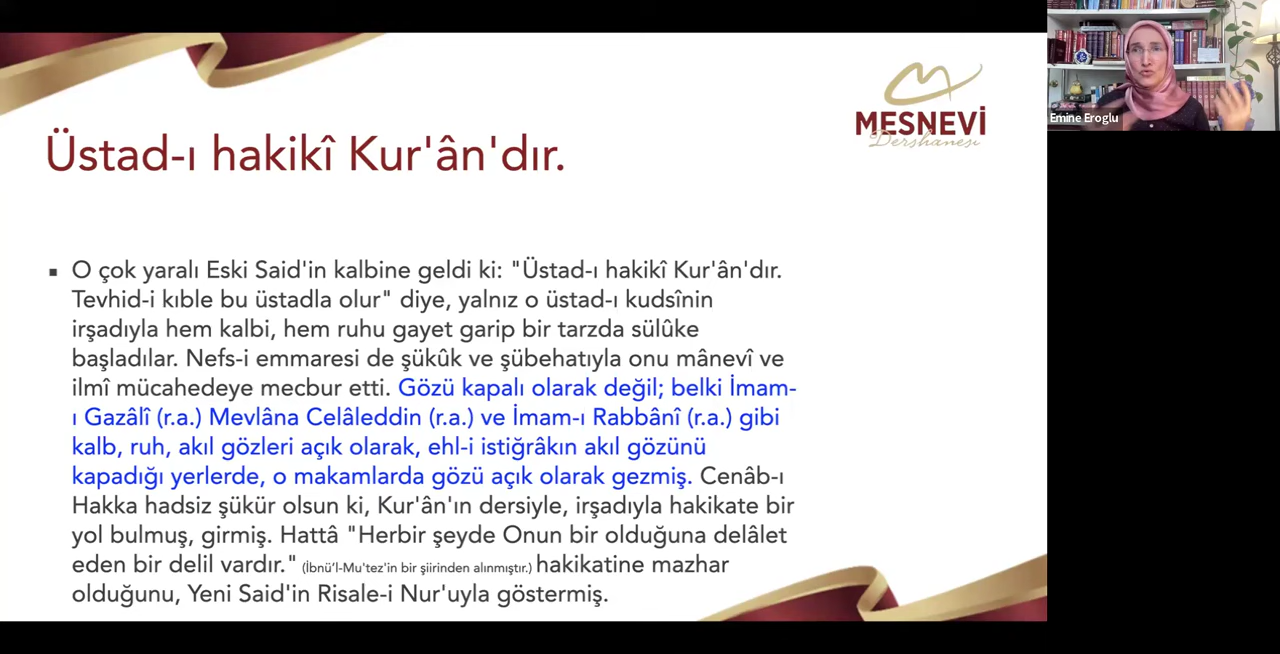 MESNEVİ
Dershanesi
Emine Eroglu
Üstad-ı hakikî Kur'ân'dır.
▪ O çok yaralı Eski Said'in kalbine geldi ki: "Üstad-ı hakikî Kur'ân'dır.
Tevhid-i kıble bu üstadla olur" diye, yalnız o üstad-ı kudsînin
irşadıyla hem kalbi, hem ruhu gayet garip bir tarzda sülûke
başladılar. Nefs-i emmaresi de şükûk ve şübehatıyla onu mânevî ve
ilmî mücahedeye mecbur etti. Gözü kapalı olarak değil; belki İmam-
ı Gazâlî (r.a.) Mevlâna Celâleddin (r.a.) ve İmam-ı Rabbânî (r.a.) gibi
kalb, ruh, akıl gözleri açık olarak, ehl-i istiğrâkın akıl gözünü
kapadığı yerlerde, o makamlarda gözü açık olarak gezmiş. Cenâb-ı
Hakka hadsiz şükür olsun ki, Kur'ân'ın dersiyle, irşadıyla hakikate bir
yol bulmuş, girmiş. Hattâ "Herbir şeyde Onun bir olduğuna delâlet
eden bir delil vardır." (İbnü'l-Mu'tez'in bir şiirinden alınmıştır.) hakikatine mazhar
olduğunu, Yeni Said'in Risale-i Nur'uyla göstermiş.